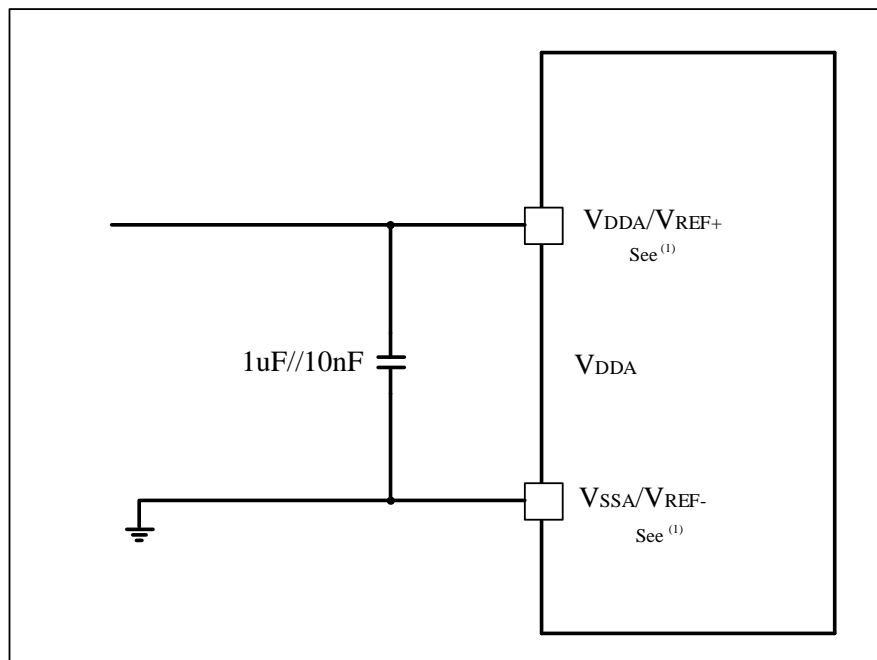 VDDA/VREF+
See (1)
1uF//10nF
VDDA
VSSA/VREF-
See (1)